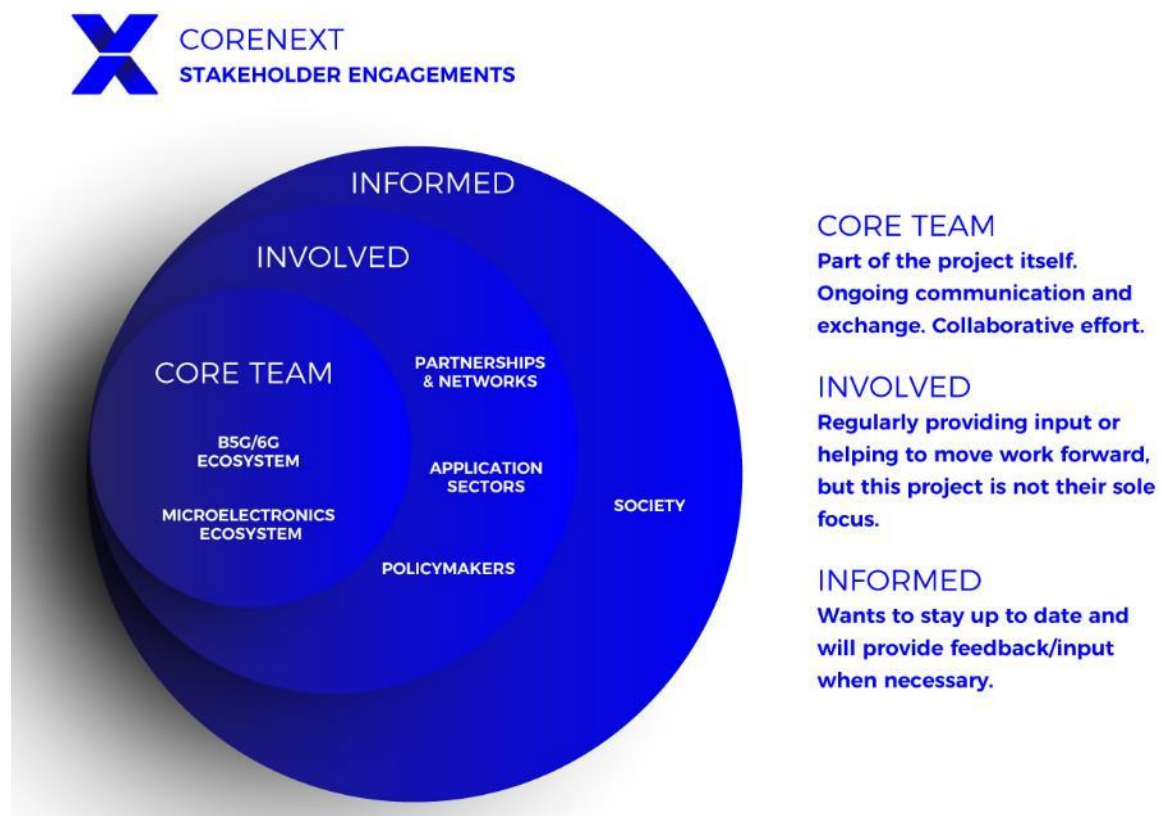 CORENEXT
STAKEHOLDER ENGAGEMENTS
INFORMED
INVOLVED
CORE TEAM
B5G/6G
ECOSYSTEM
MICROELECTRONICS
ECOSYSTEM
PARTNERSHIPS
& NETWORKS
APPLICATION
SECTORS
POLICYMAKERS
SOCIETY
CORE TEAM
Part of the project itself.
Ongoing communication and
exchange. Collaborative effort.
INVOLVED
Regularly providing input or
helping to move work forward,
but this project is not their sole
focus.
INFORMED
Wants to stay up to date and
will provide feedback/input
when necessary.